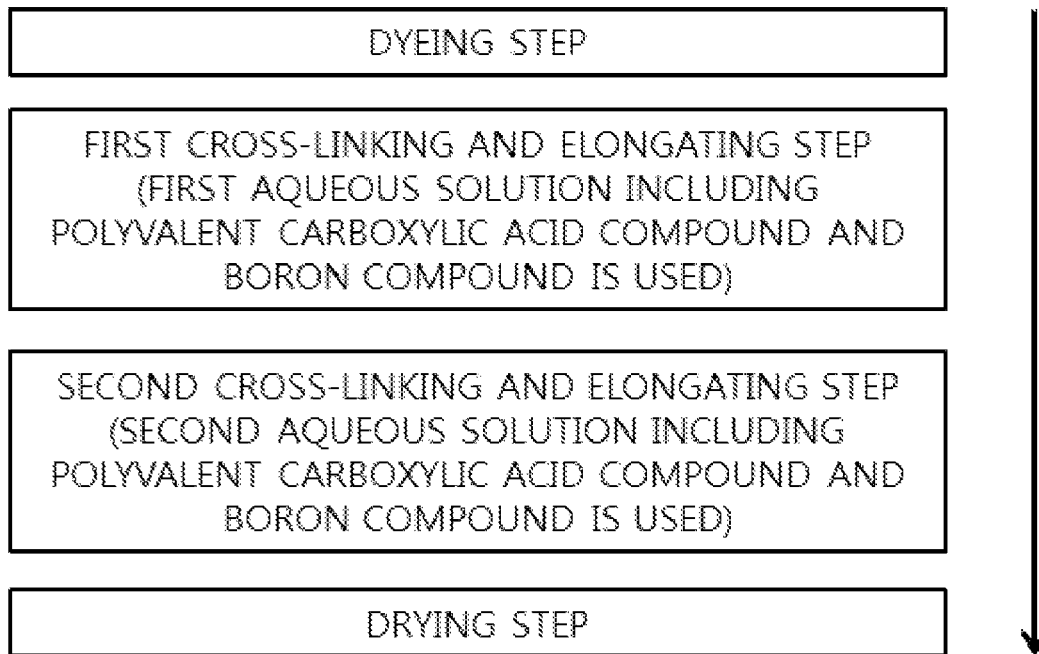 DYEING STEP
FIRST CROSS-LINKING AND ELONGATING STEP
(FIRST AQUEOUS SOLUTION INCLUDING
POLYVALENT CARBOXYLIC ACID COMPOUND AND
BORON COMPOUND IS USED)
SECOND CROSS-LINKING AND ELONGATING STEP
(SECOND AQUEOUS SOLUTION INCLUDING
POLYVALENT CARBOXYLIC ACID COMPOUND AND
BORON COMPOUND IS USED)
DRYING STEP